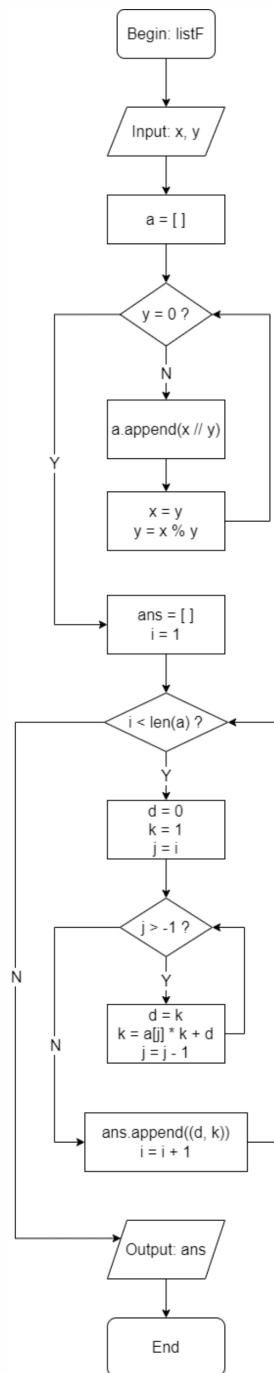 Begin: listF
Input: x, y
a = [ ]
y = 0 ?
N
a.append(x // y)
Y
x = y
y = x % y
ans = [ ]
i = 1
i < len(a) ?
Y
d = 0
k = 1
j = i
j > -1 ?
N
Y
d = k
k = a[j] * k + d
j = j - 1
N
ans.append((d, k))
i = i + 1
Output: ans
End